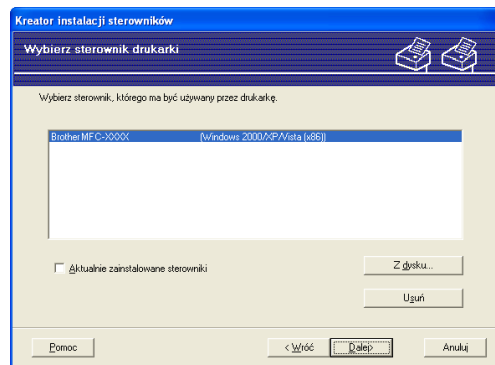 Kreator instalacji sterowników
Wybierz sterownik drukarki
Wybierz sterownik, którego ma być używany przez drukarkę.
Brother MFC-XXXX (Windows 2000/XP/Vista (x86))
Aktualnie zainstalowane sterowniki
Z dysku...
Usuń
Pomoc
< Wróć Dalej> Anuluj